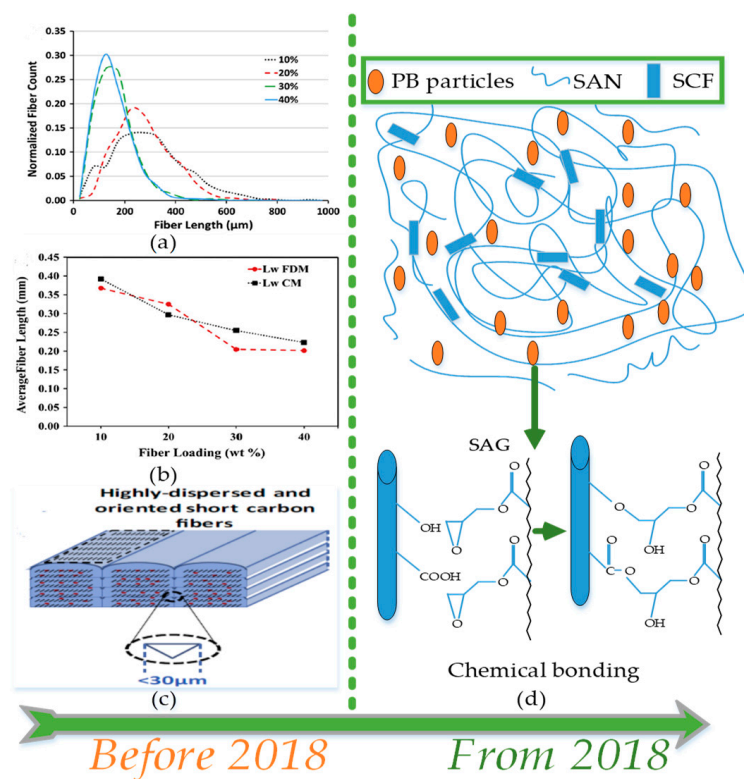 0.35
0.30
0.25
0.20
0.15
0.10
0.05
0.00
Normalized Fiber Count
10%
20%
30%
40%
0 200 400 600 800 1000
Fiber Length (µm)
(a)
0.45
0.40
0.35
0.30
0.25
0.20
0.15
0.10
0.05
0.00
AverageFiber Length (mm)
Lw FDM
Lw CM
10 20 30 40
Fiber Loading (wt %)
(b)
Highly-dispersed and
oriented short carbon
fibers
<30µm
(c)
PB particles SAN SCF
SAG
OH
O
O
O
COOH
O
O
O
O
O
O
OH
C
O
O
O
O
OH
Chemical bonding
(d)
Before 2018 From 2018